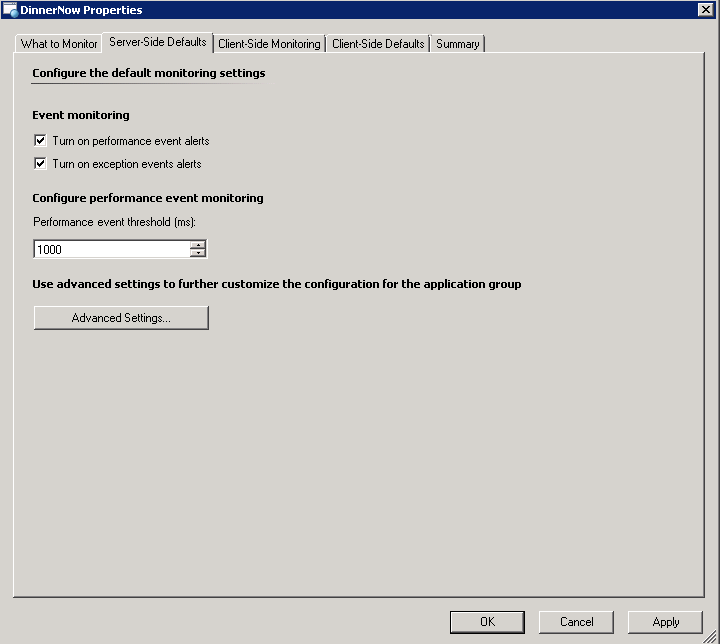 DinnerNow Properties
What to Monitor
Server-Side Defaults
Client-Side Monitoring
Client-Side Defaults
Summary
Configure the default monitoring settings
Event monitoring
Turn on performance event alerts
Turn on exception events alerts
Configure performance event monitoring
Performance event threshold (ms):
1000
Use advanced settings to further customize the configuration for the application group
Advanced Settings...
OK
Cancel
Apply